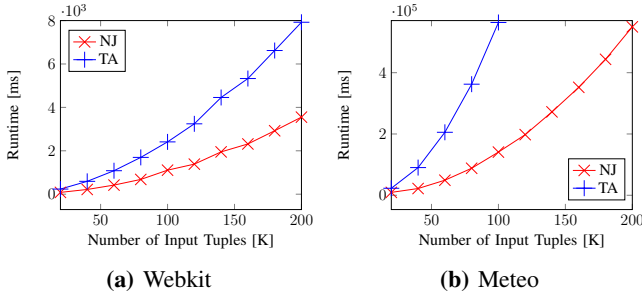 ·10³
8
6
4
2
0
Runtime [ms]
NJ
TA
50 100 150 200
Number of Input Tuples [K]
(a) Webkit
·10⁵
4
2
0
Runtime [ms]
NJ
TA
50 100 150 200
Number of Input Tuples [K]
(b) Meteo